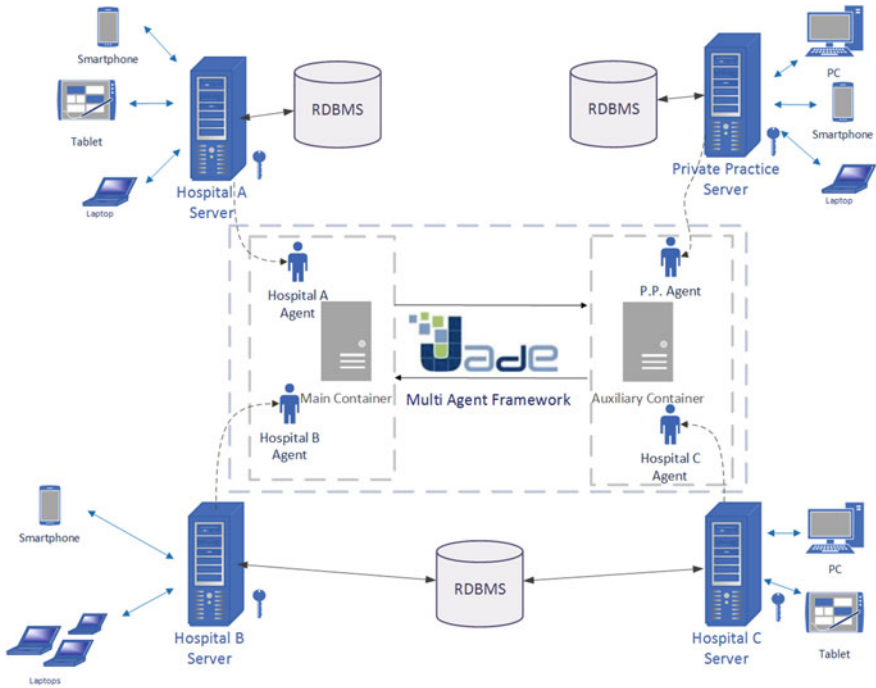 Smartphone
Tablet
Laptop
Hospital A
Server
RDBMS
RDBMS
PC
Smartphone
Laptop
Private Practice
Server
Hospital A
Agent
P.P. Agent
Jade
Main Container
Multi Agent Framework
Auxiliary Container
Hospital B
Agent
Hospital C
Agent
Smartphone
Laptops
Hospital B
Server
RDBMS
Hospital C
Server
PC
Tablet